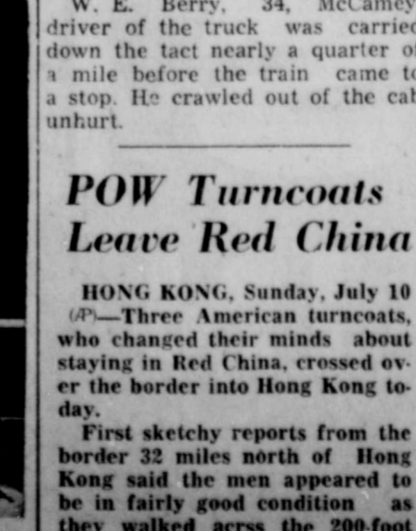 W. E. Berry, 34, McCamey
driver of the truck was carried
down the tact nearly a quarter of
a mile before the train came to
a stop. He crawled out of the cab
unhurt.
POW Turncoats
Leave Red China
HONG KONG, Sunday, July 10
(AP)—Three American turncoats,
who changed their minds about
staying in Red China, crossed ov-
er the border into Hong Kong to-
day.
First sketchy reports from the
border 32 miles north of Hong
Kong said the men appeared to
be in fairly good condition as
they walked acrss the 200-foot